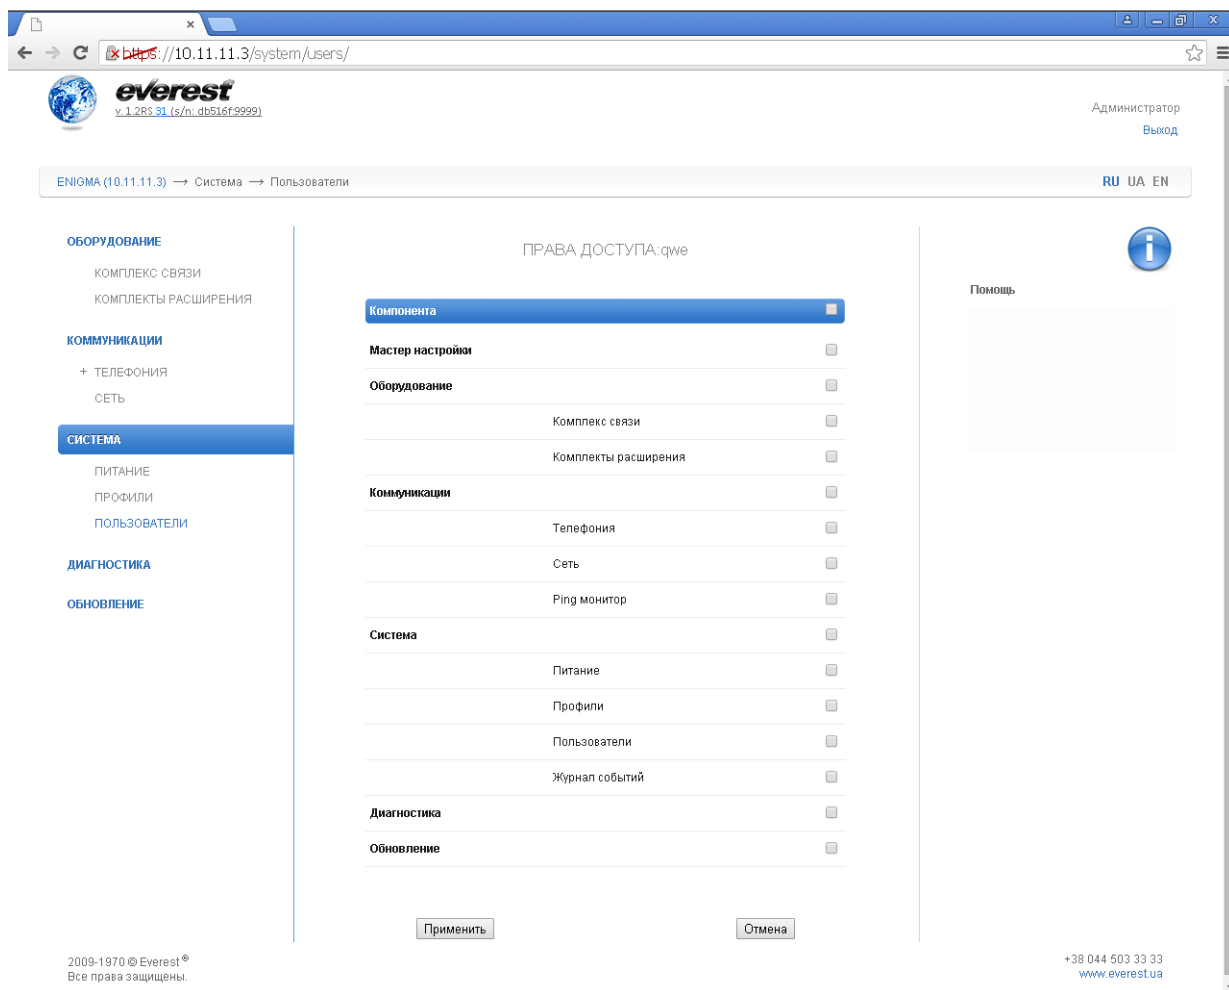 https://10.11.11.3/system/users/
everest
v. 1.2RS 31 (s/n: db516f:9999)
Администратор
Выход
ENIGMA (10.11.11.3) → Система → Пользователи
RU UA EN
ОБОРУДОВАНИЕ
КОМПЛЕКС СВЯЗИ
КОМПЛЕКТЫ РАСШИРЕНИЯ
КОММУНИКАЦИИ
+ ТЕЛЕФОНИЯ
СЕТЬ
СИСТЕМА
ПИТАНИЕ
ПРОФИЛИ
ПОЛЬЗОВАТЕЛИ
ДИАГНОСТИКА
ОБНОВЛЕНИЕ
ПРАВА ДОСТУПА:qwe
Компонента
Мастер настройки
Оборудование
Комплекс связи
Комплекты расширения
Коммуникации
Телефония
Сеть
Ping монитор
Система
Питание
Профили
Пользователи
Журнал событий
Диагностика
Обновление
Применить
Отмена
Помощь
2009-1970 © Everest ®
Все права защищены.
+38 044 503 33 33
www.everest.ua